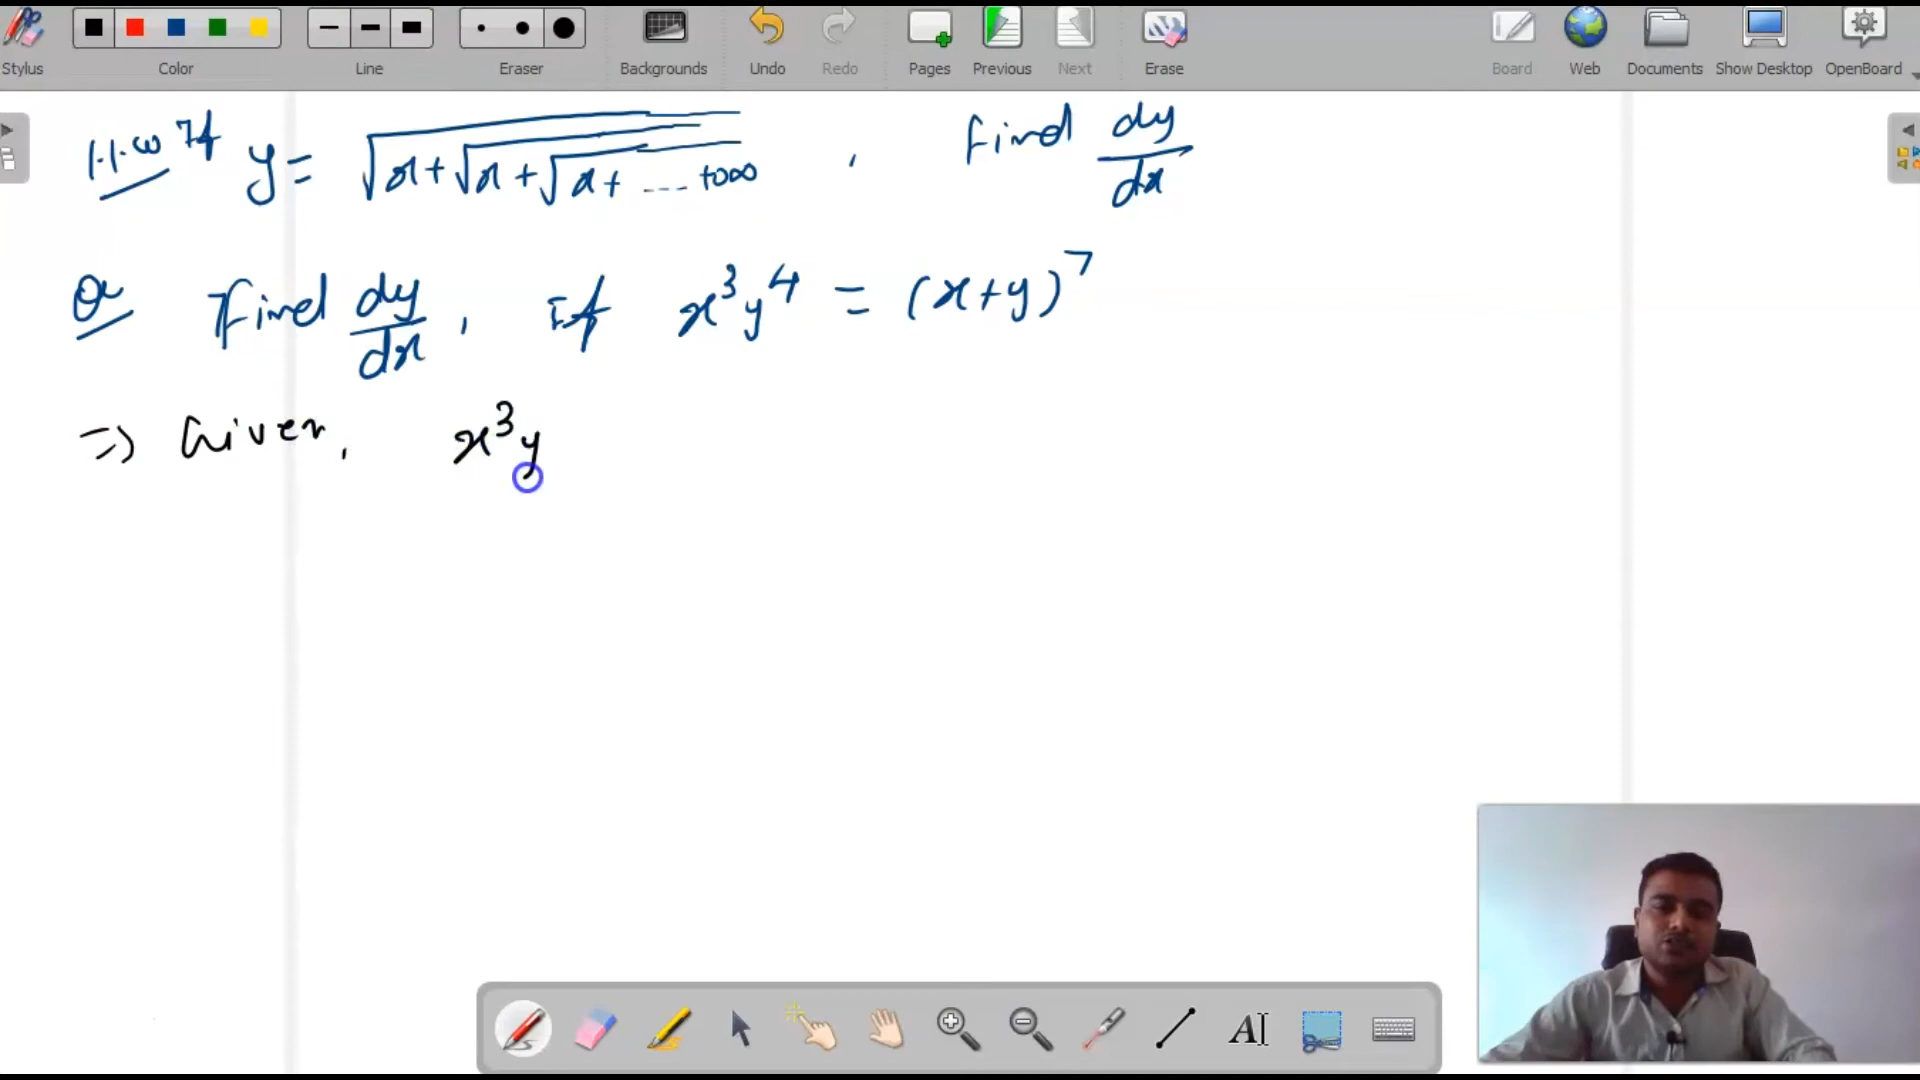 Stylus Color Line Eraser Backgrounds Undo Redo Pages Previous Next Erase Board Web Documents Show Desktop OpenBoard
H.w If y = √x+√x+√x+ ---- to∞ , Find dy/dx
Q Find dy/dx , If x³y⁴ = (x+y)⁷
⇒ Given, x³y
AI